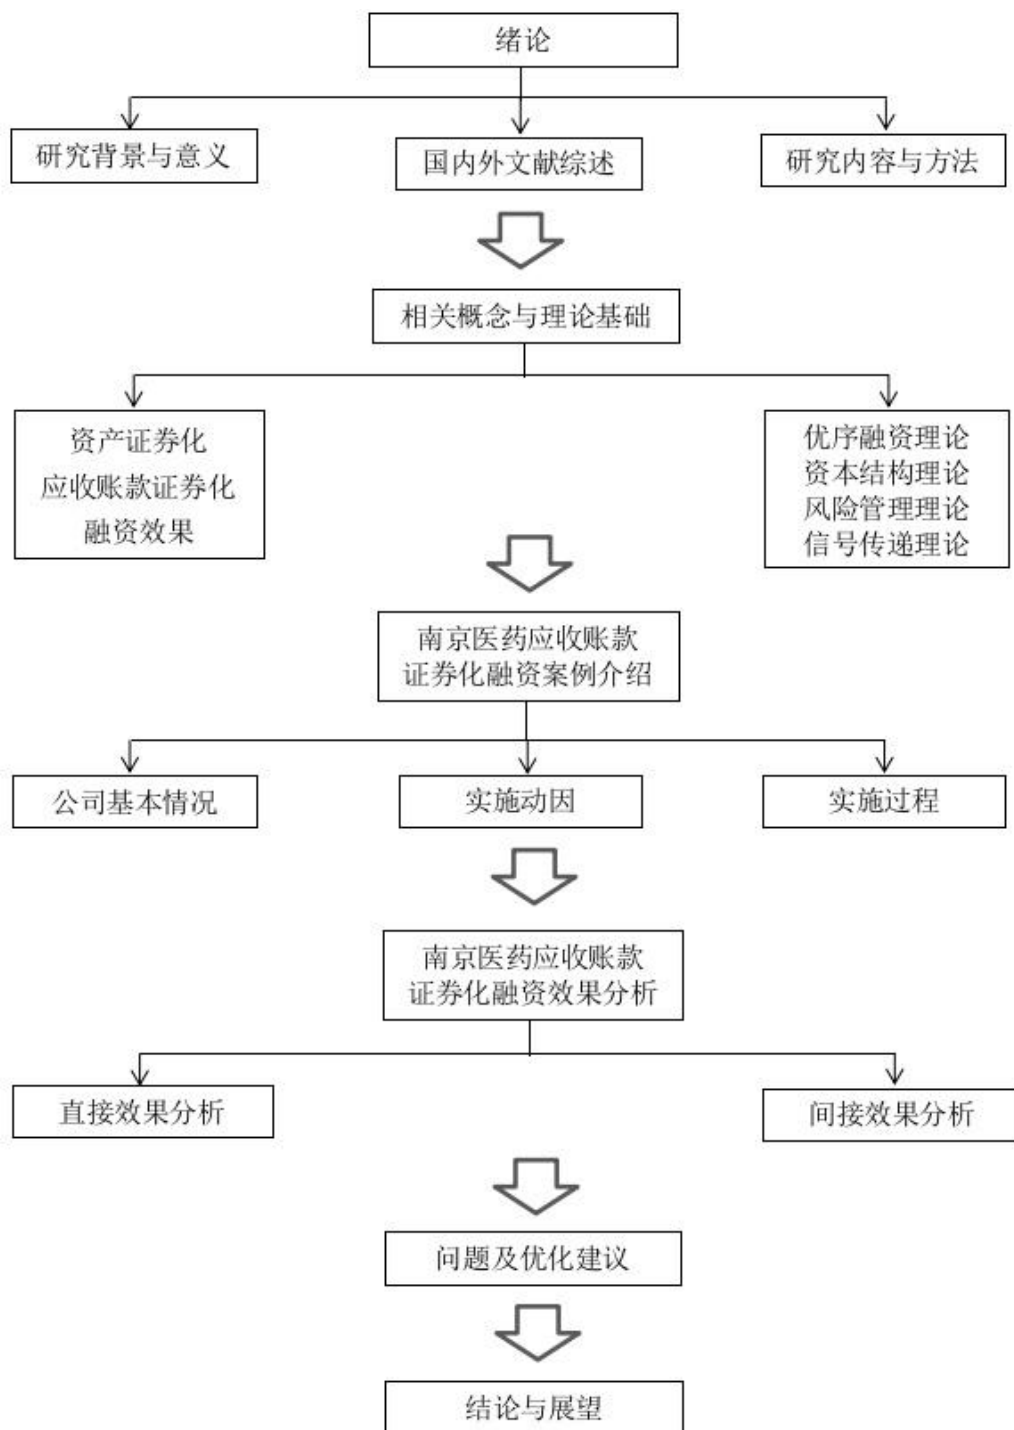 绪论
研究背景与意义
国内外文献综述
研究内容与方法
相关概念与理论基础
资产证券化
应收账款证券化
融资效果
优序融资理论
资本结构理论
风险管理理论
信号传递理论
南京医药应收账款
证券化融资案例介绍
公司基本情况
实施动因
实施过程
南京医药应收账款
证券化融资效果分析
直接效果分析
间接效果分析
问题及优化建议
结论与展望